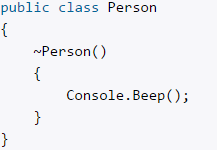 public class Person
{
    ~Person()
    {
        Console.Beep();
    }
}